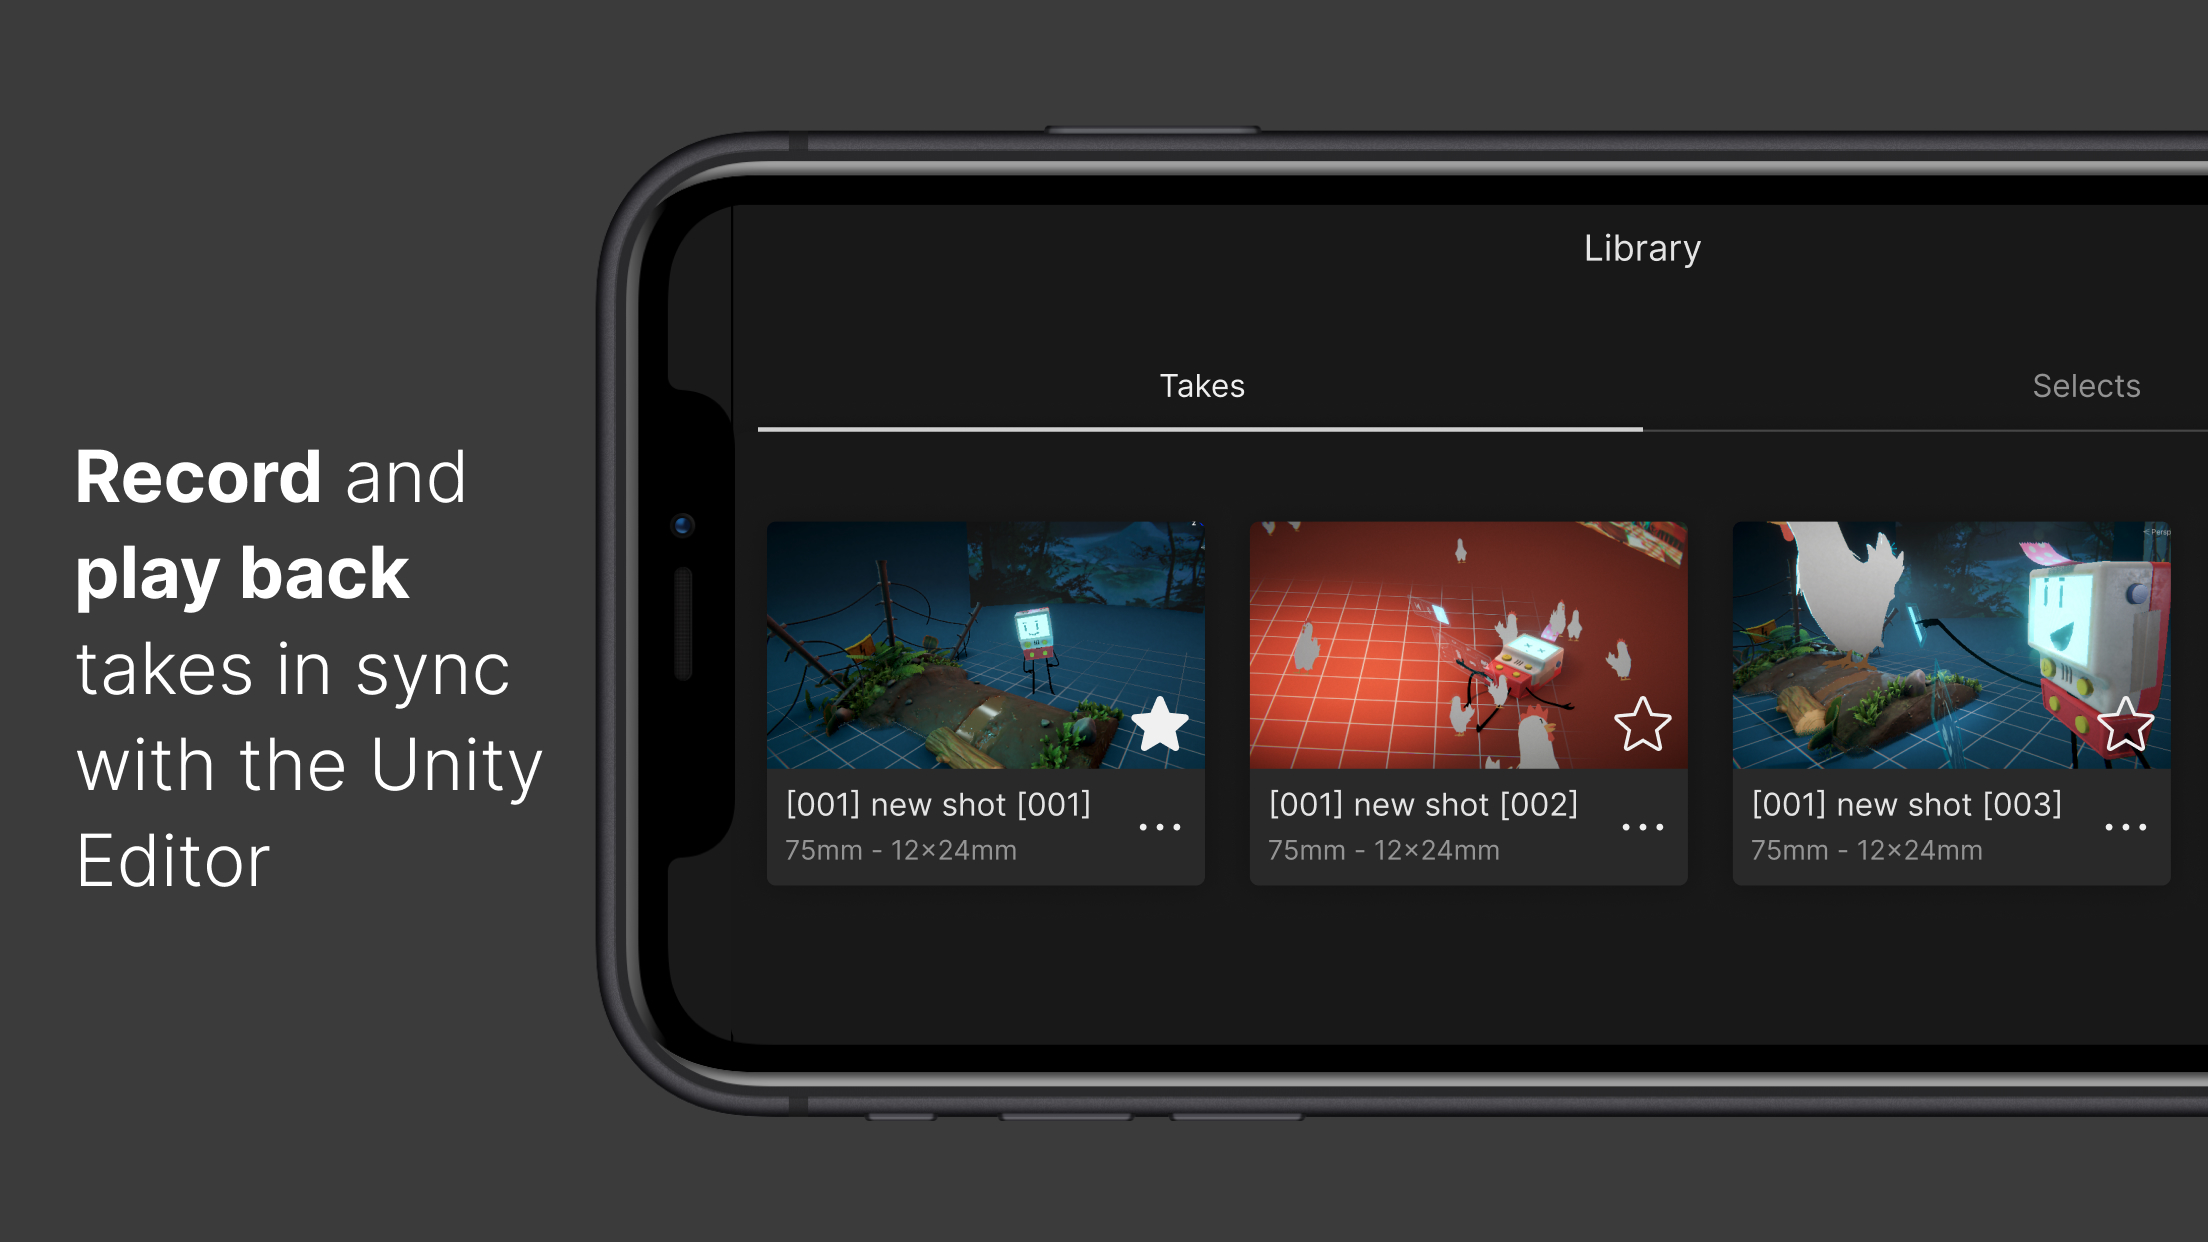 Record and
play back
takes in sync
with the Unity
Editor
Library
Takes
Selects
[001] new shot [001]
75mm - 12×24mm
[001] new shot [002]
75mm - 12×24mm
< Persp
[001] new shot [003]
75mm - 12×24mm